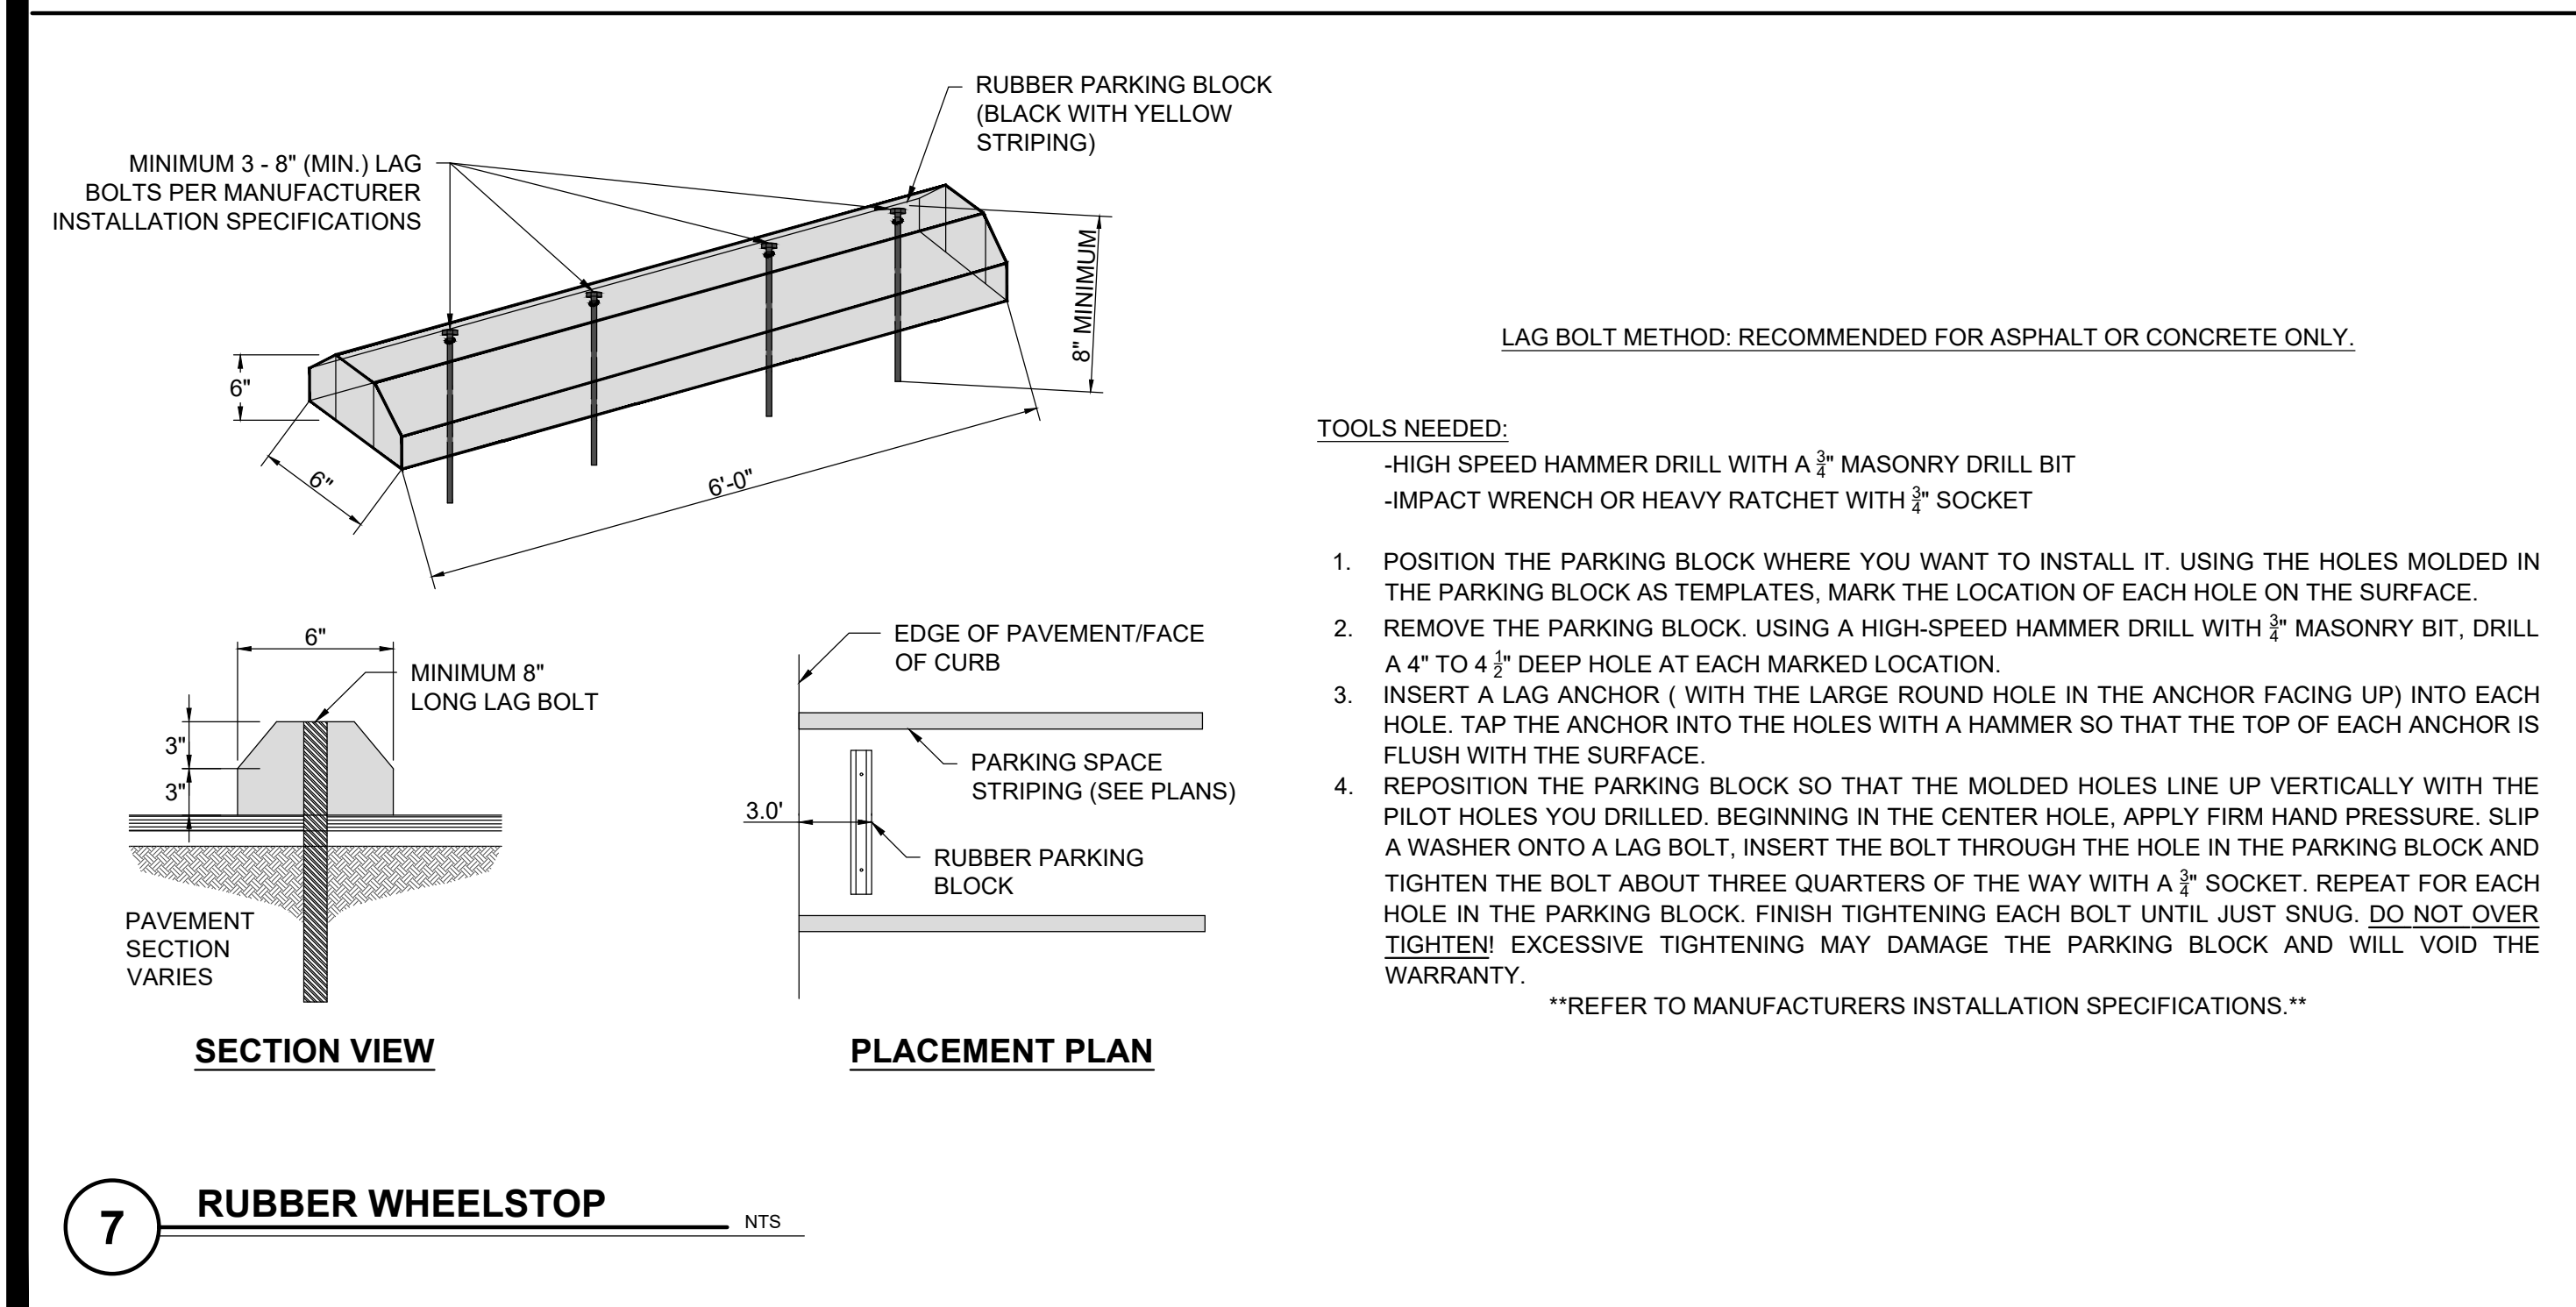 RUBBER PARKING BLOCK
(BLACK WITH YELLOW
STRIPING)
MINIMUM 3 - 8" (MIN.) LAG
BOLTS PER MANUFACTURER
INSTALLATION SPECIFICATIONS
8" MINIMUM
6"
6"
6'-0"
6"
MINIMUM 8"
LONG LAG BOLT
3"
3"
PAVEMENT
SECTION
VARIES
SECTION VIEW
EDGE OF PAVEMENT/FACE
OF CURB
PARKING SPACE
STRIPING (SEE PLANS)
3.0'
RUBBER PARKING
BLOCK
PLACEMENT PLAN
LAG BOLT METHOD: RECOMMENDED FOR ASPHALT OR CONCRETE ONLY.
TOOLS NEEDED:
-HIGH SPEED HAMMER DRILL WITH A 3/4" MASONRY DRILL BIT
-IMPACT WRENCH OR HEAVY RATCHET WITH 3/4" SOCKET
1. POSITION THE PARKING BLOCK WHERE YOU WANT TO INSTALL IT. USING THE HOLES MOLDED IN
THE PARKING BLOCK AS TEMPLATES, MARK THE LOCATION OF EACH HOLE ON THE SURFACE.
2. REMOVE THE PARKING BLOCK. USING A HIGH-SPEED HAMMER DRILL WITH 3/4" MASONRY BIT, DRILL
A 4" TO 4 1/2" DEEP HOLE AT EACH MARKED LOCATION.
3. INSERT A LAG ANCHOR ( WITH THE LARGE ROUND HOLE IN THE ANCHOR FACING UP) INTO EACH
HOLE. TAP THE ANCHOR INTO THE HOLES WITH A HAMMER SO THAT THE TOP OF EACH ANCHOR IS
FLUSH WITH THE SURFACE.
4. REPOSITION THE PARKING BLOCK SO THAT THE MOLDED HOLES LINE UP VERTICALLY WITH THE
PILOT HOLES YOU DRILLED. BEGINNING IN THE CENTER HOLE, APPLY FIRM HAND PRESSURE. SLIP
A WASHER ONTO A LAG BOLT, INSERT THE BOLT THROUGH THE HOLE IN THE PARKING BLOCK AND
TIGHTEN THE BOLT ABOUT THREE QUARTERS OF THE WAY WITH A 3/4" SOCKET. REPEAT FOR EACH
HOLE IN THE PARKING BLOCK. FINISH TIGHTENING EACH BOLT UNTIL JUST SNUG. DO NOT OVER
TIGHTEN! EXCESSIVE TIGHTENING MAY DAMAGE THE PARKING BLOCK AND WILL VOID THE
WARRANTY.
**REFER TO MANUFACTURERS INSTALLATION SPECIFICATIONS.**
7
RUBBER WHEELSTOP
NTS